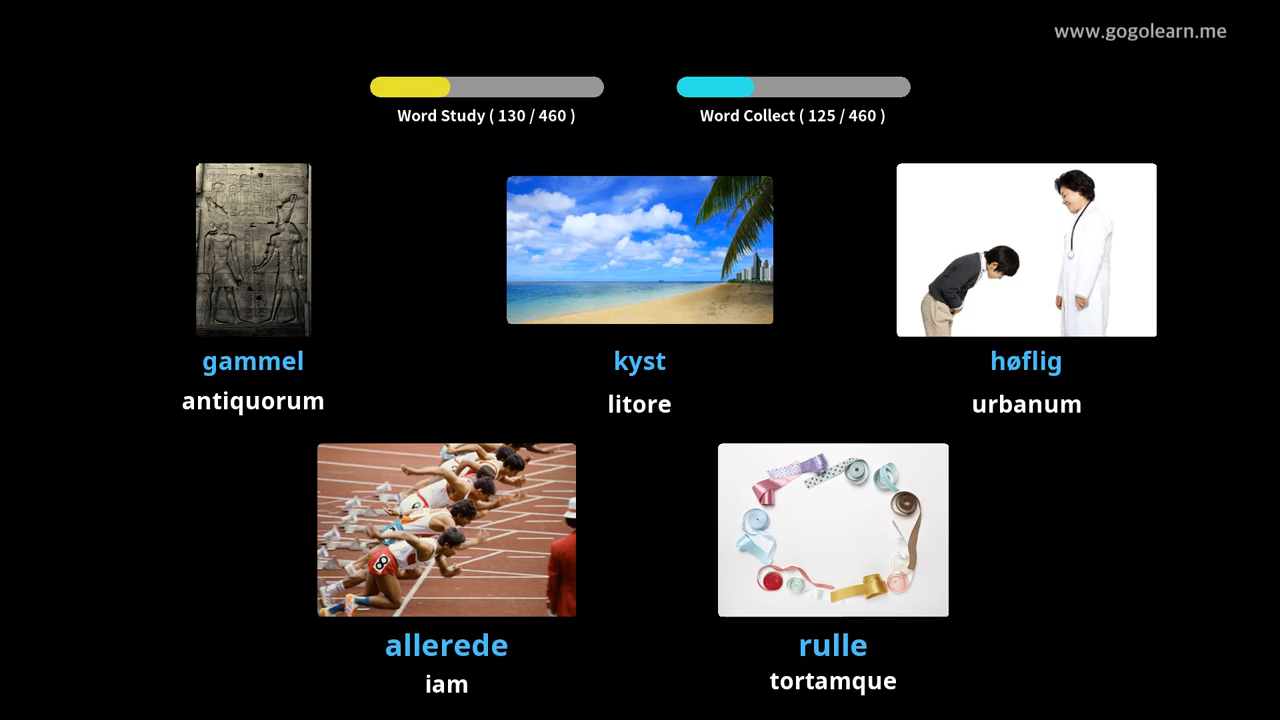 www.gogolearn.me
Word Study ( 130 / 460 )
Word Collect ( 125 / 460 )
gammel
antiquorum
kyst
litore
høflig
urbanum
allerede
iam
rulle
tortamque
8